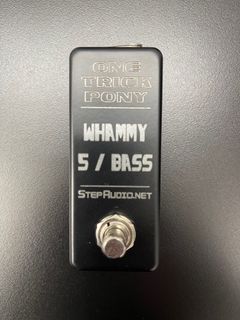 ONE
TRICK
PONY
WHAMMY
5 / BASS
STEPAUDIO.NET